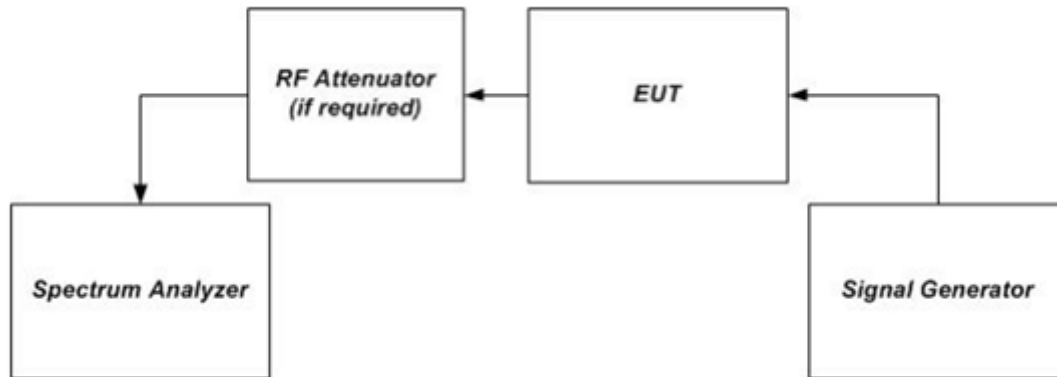 RF Attenuator
(if required)
EUT
Spectrum Analyzer
Signal Generator